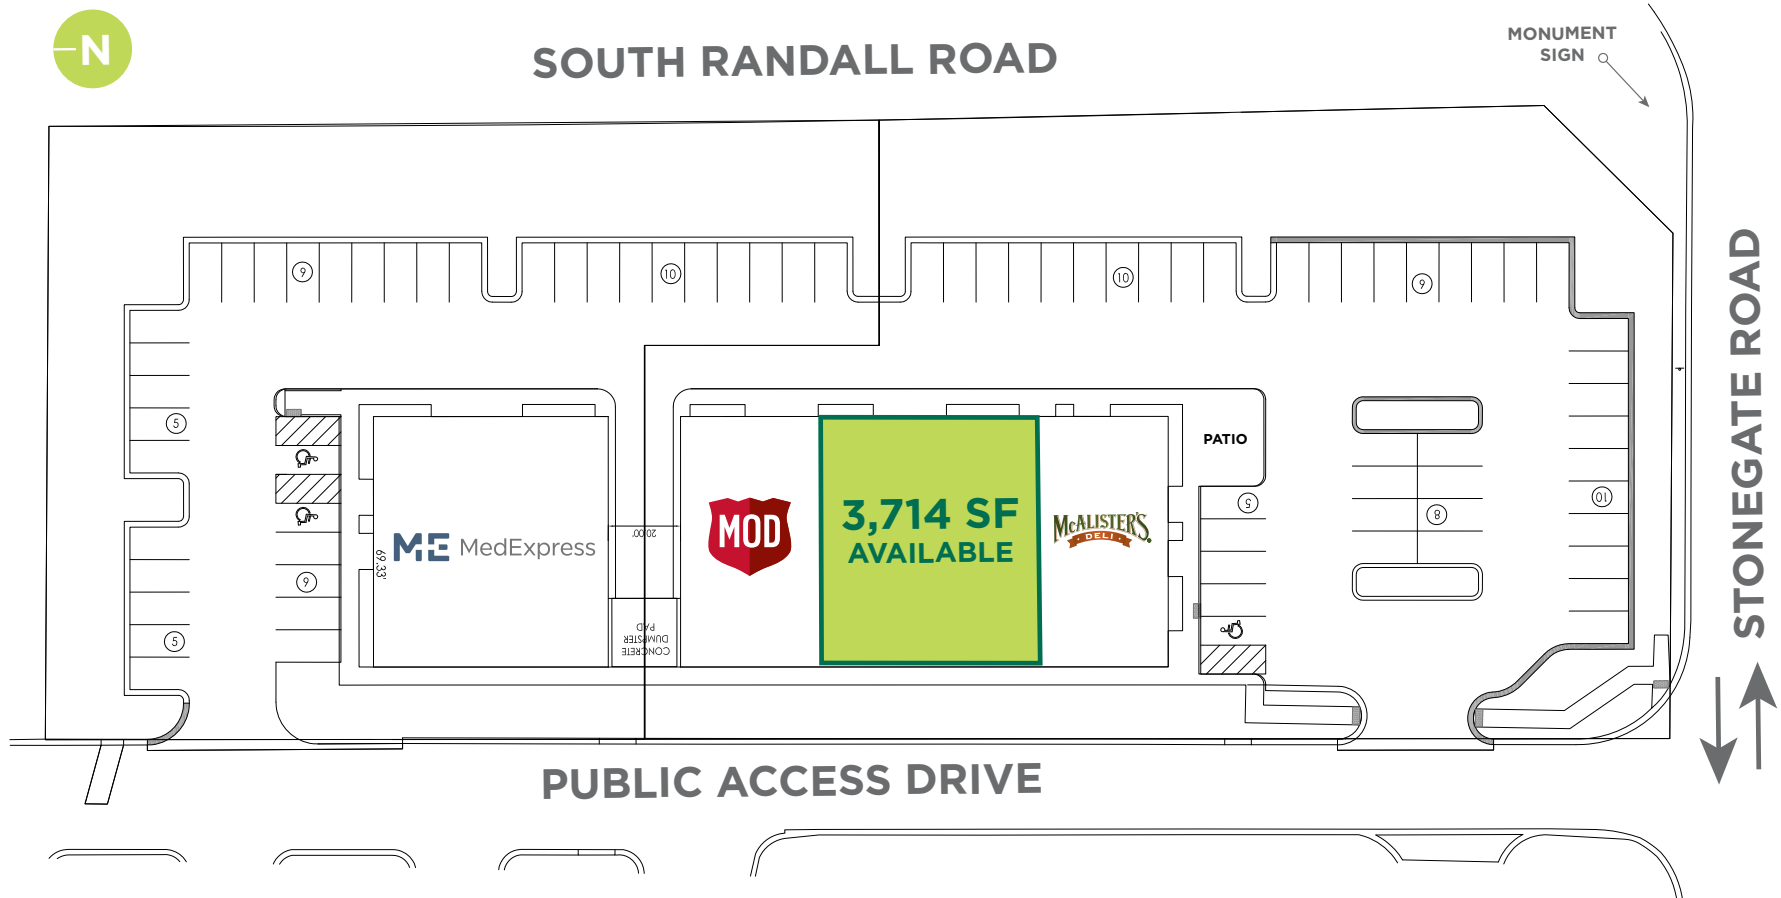 N
SOUTH RANDALL ROAD
MONUMENT
SIGN
9
10
10
9
5
PATIO
5
10
8
3,714 SF
AVAILABLE
MOD
McALISTER'S
DELI
ME MedExpress
20.00'
69.33'
9
5
CONCRETE
DUMPSTER
PAD
STONEGATE ROAD
PUBLIC ACCESS DRIVE